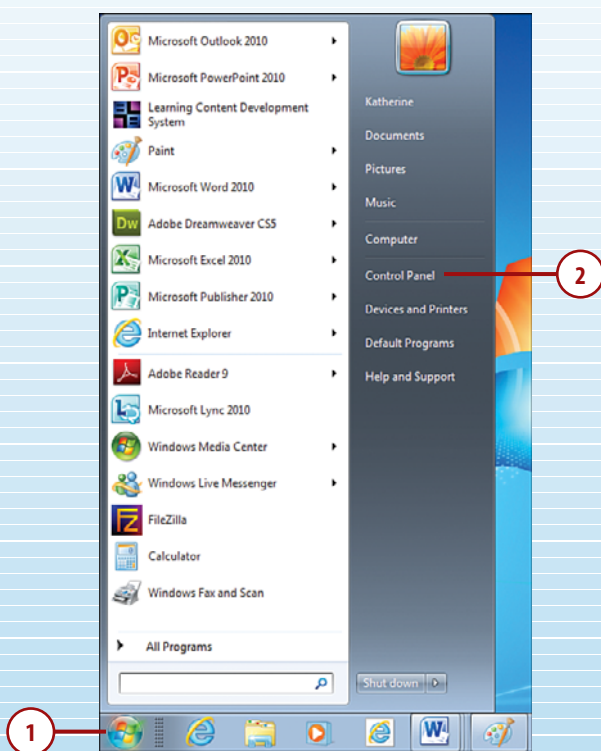 Microsoft Outlook 2010
Microsoft PowerPoint 2010
Learning Content Development
System
Paint
Microsoft Word 2010
Adobe Dreamweaver CS5
Microsoft Excel 2010
Microsoft Publisher 2010
Internet Explorer
Adobe Reader 9
Microsoft Lync 2010
Windows Media Center
Windows Live Messenger
FileZilla
Calculator
Windows Fax and Scan
All Programs
Katherine
Documents
Pictures
Music
Computer
Control Panel
2
Devices and Printers
Default Programs
Help and Support
Shut down
1